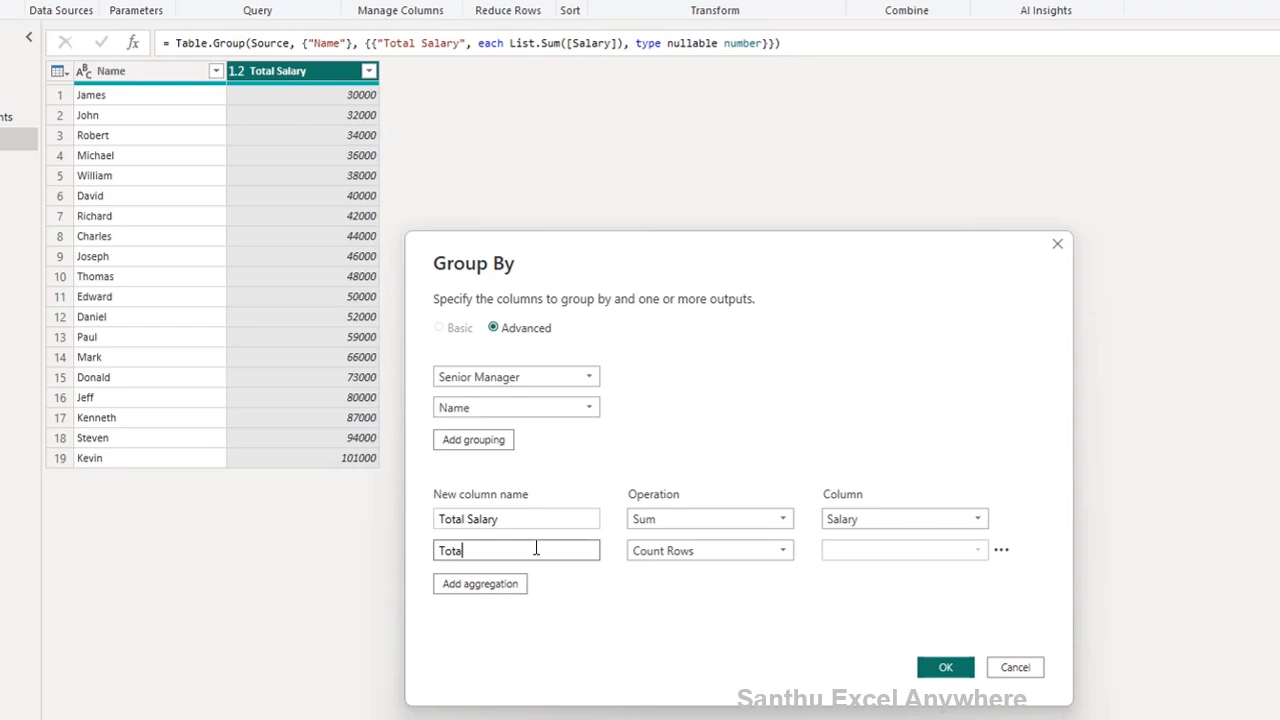 Data Sources Parameters Query Manage Columns Reduce Rows Sort Transform Combine AI Insights
= Table.Group(Source, {"Name"}, {{"Total Salary", each List.Sum([Salary]), type nullable number}})
nts
ABC Name 1.2 Total Salary
1 James 30000
2 John 32000
3 Robert 34000
4 Michael 36000
5 William 38000
6 David 40000
7 Richard 42000
8 Charles 44000
9 Joseph 46000
10 Thomas 48000
11 Edward 50000
12 Daniel 52000
13 Paul 59000
14 Mark 66000
15 Donald 73000
16 Jeff 80000
17 Kenneth 87000
18 Steven 94000
19 Kevin 101000
Group By
Specify the columns to group by and one or more outputs.
Basic Advanced
Senior Manager
Name
Add grouping
New column name Operation Column
Total Salary Sum Salary
Tota Count Rows
Add aggregation
OK Cancel
Santhu Excel Anywhere